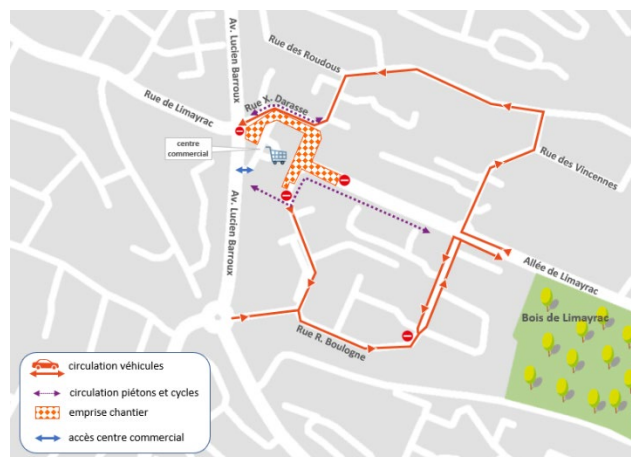 Av. Lucien Barroux
Rue des Roudous
Rue de Limayrac
Rue X. Darasse
centre
commercial
Rue des Vincennes
Av. Lucien Barroux
Allée de Limayrac
Bois de Limayrac
Rue R. Boulogne
circulation véhicules
circulation piétons et cycles
emprise chantier
accès centre commercial